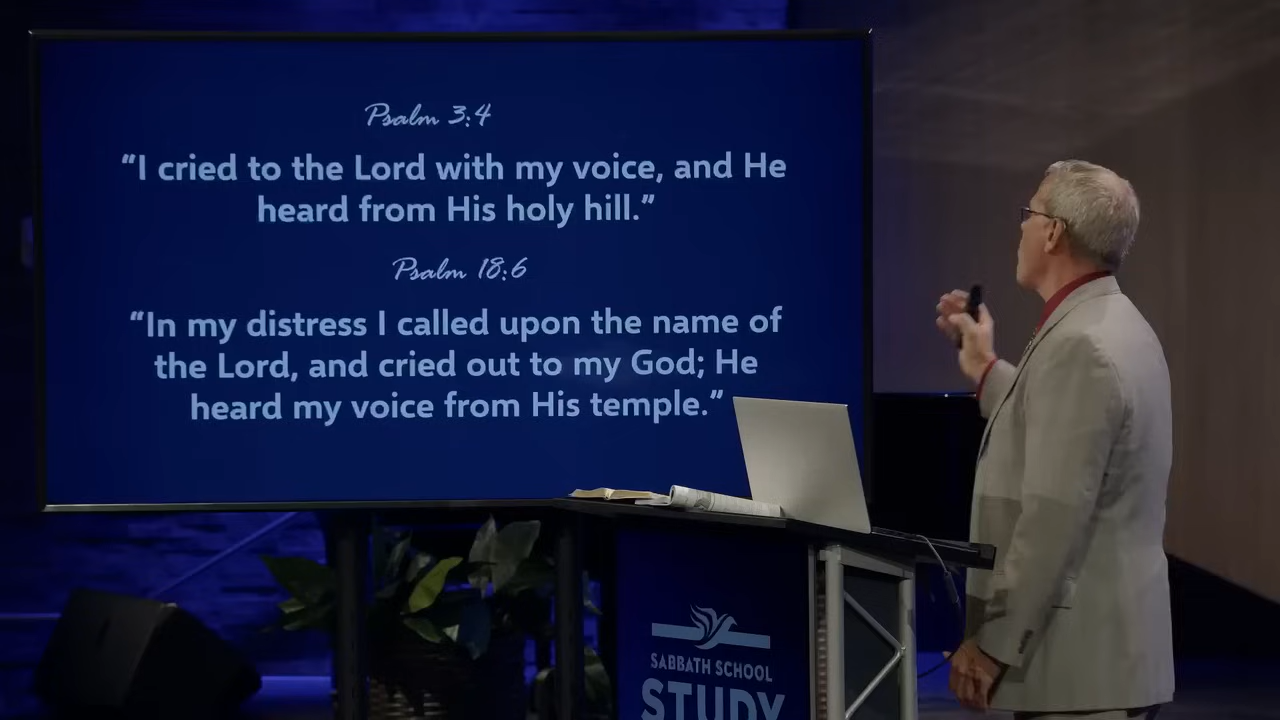 Psalm 3:4
“I cried to the Lord with my voice, and He
heard from His holy hill.”
Psalm 18:6
“In my distress I called upon the name of
the Lord, and cried out to my God; He
heard my voice from His temple.”
SABBATH SCHOOL
STUDY